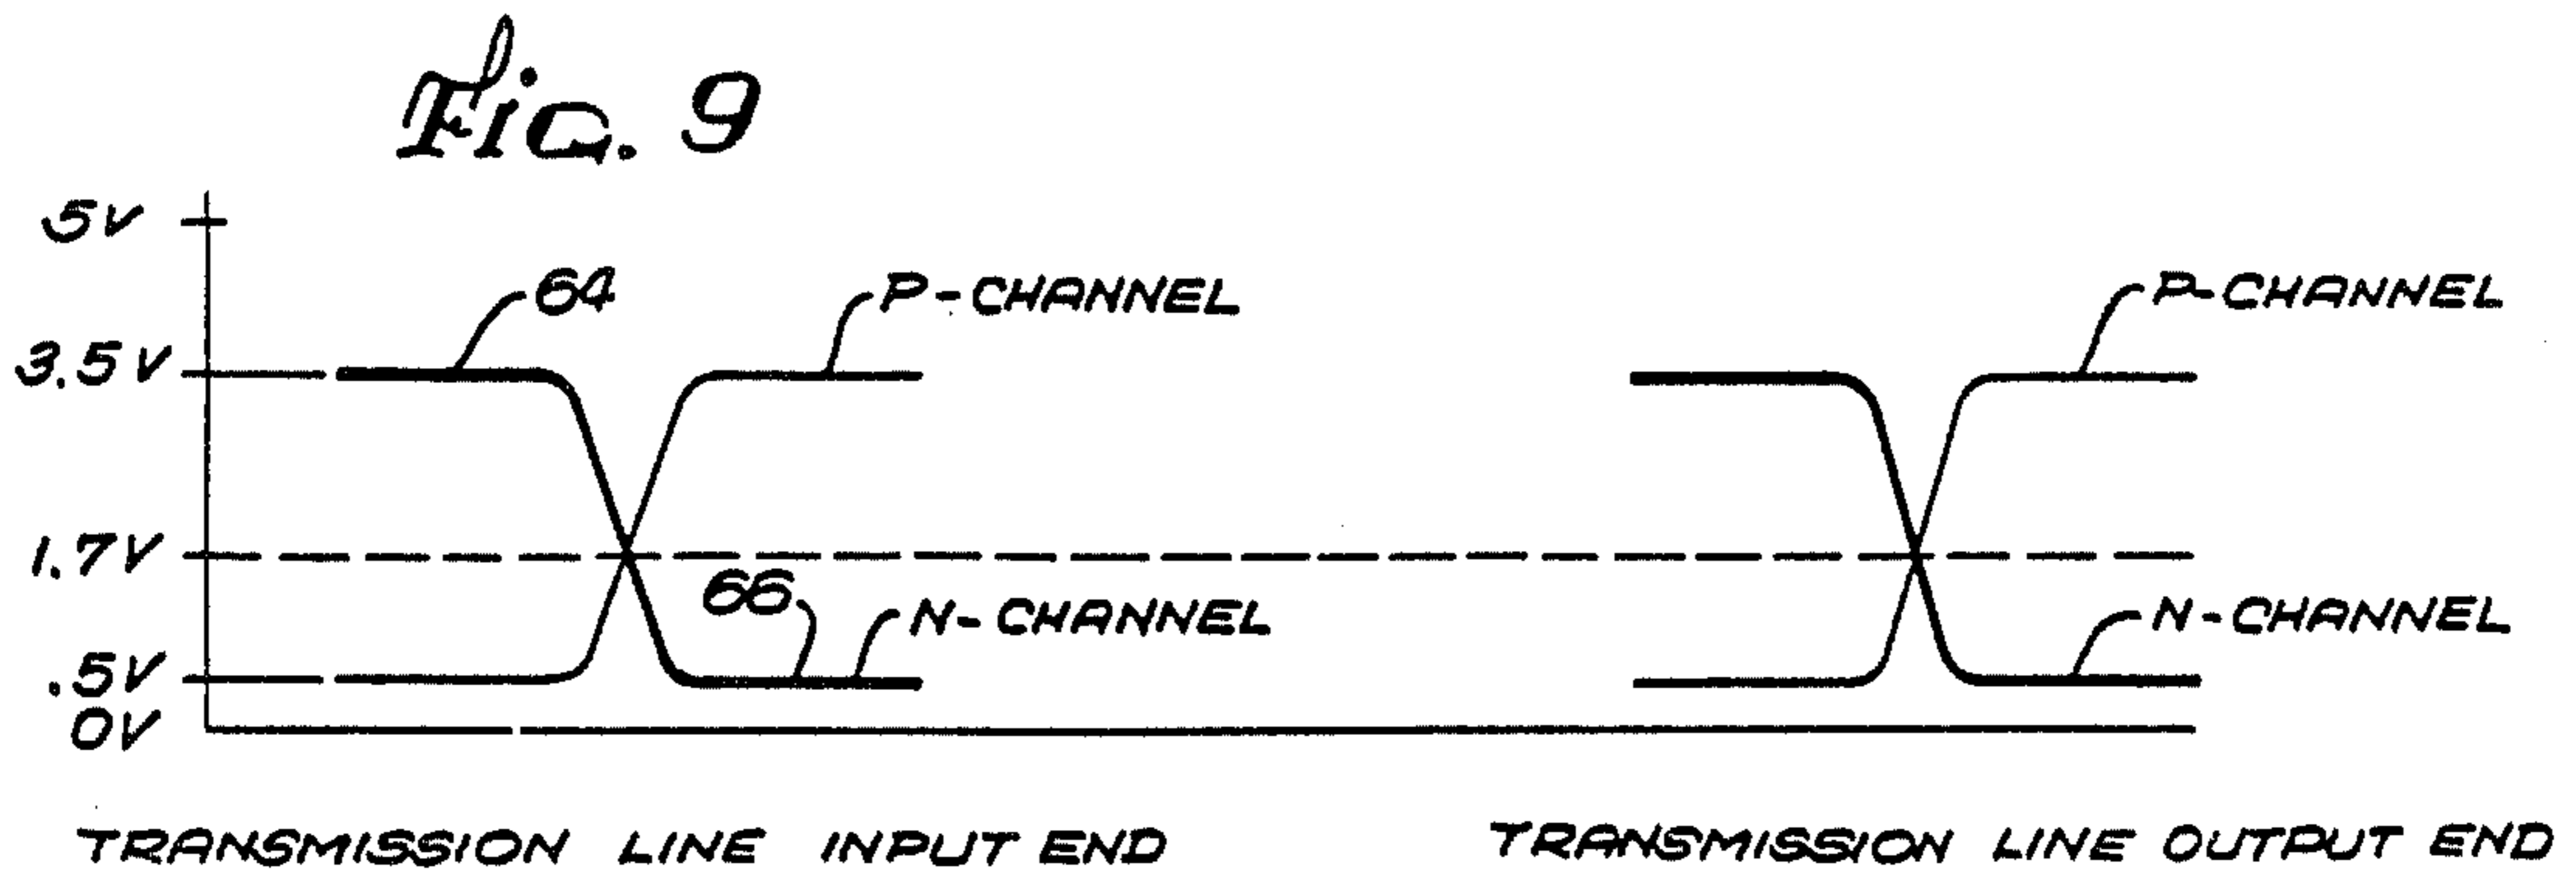 Fig. 9
5V
64
P-CHANNEL
P-CHANNEL
3.5V
1.7V
66
N-CHANNEL
N-CHANNEL
.5V
0V
TRANSMISSION LINE INPUT END
TRANSMISSION LINE OUTPUT END